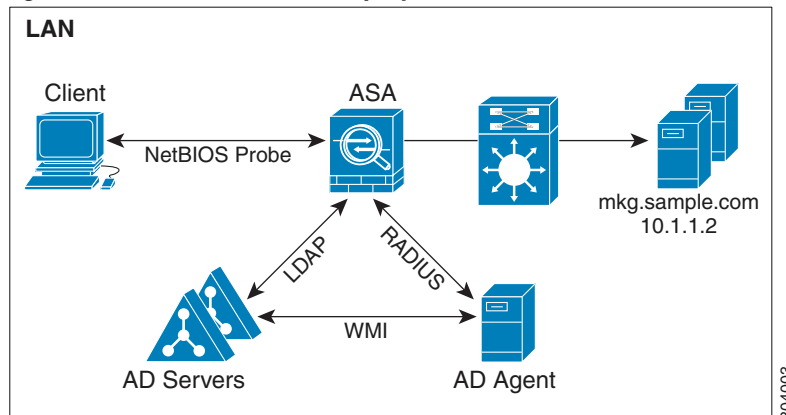 LAN
Client
ASA
NetBIOS Probe
mkg.sample.com
10.1.1.2
LDAP
RADIUS
WMI
AD Servers
AD Agent